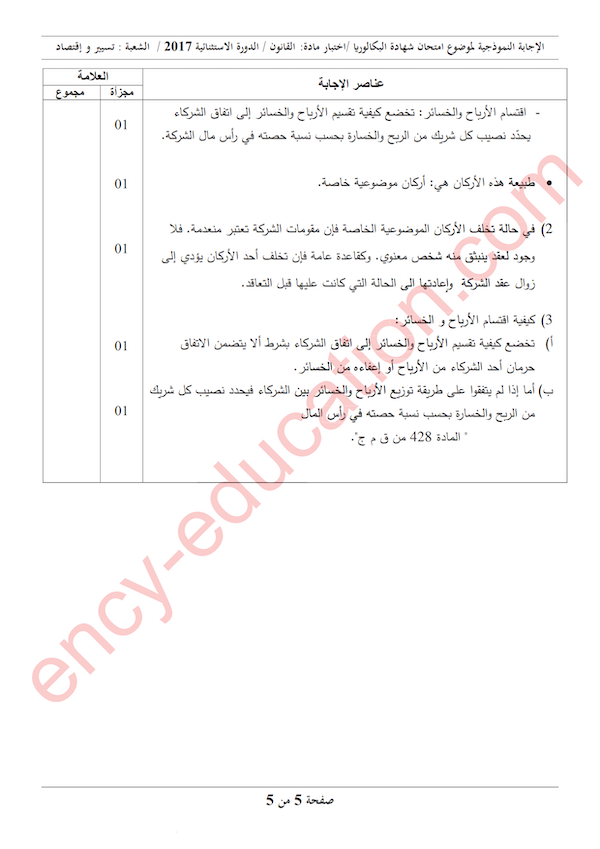 الإجابة النموذجية لموضوع امتحان شهادة البكالوريا /اختبار مادة: القانون / الدورة الاستثنائية 2017 / الشعبة : تسيير و إقتصاد
العلامة
عناصر الإجابة
مجموع
مجزأة
- اقتسام الأرباح والخسائر: تخضع كيفية تقسيم الأرباح والخسائر إلى اتفاق الشركاء
01
يحدّد نصيب كل شريك من الربح والخسارة بحسب نسبة حصته في رأس مال الشركة.
• طبيعة هذه الأركان هي: أركان موضوعية خاصة.
01
2) في حالة تخلف الأركان الموضوعية الخاصة فإن مقومات الشركة تعتبر منعدمة. فلا
01
وجود لعقد ينبثق منه شخص معنوي. وكقاعدة عامة فإن تخلف أحد الأركان يؤدي إلى
زوال عقد الشركة وإعادتها الى الحالة التي كانت عليها قبل التعاقد.
3) كيفية اقتسام الأرباح و الخسائر:
أ) تخضع كيفية تقسيم الأرباح والخسائر إلى اتفاق الشركاء بشرط ألا يتضمن الاتفاق
01
حرمان أحد الشركاء من الأرباح أو إعفاءه من الخسائر.
ب) أما إذا لم يتفقوا على طريقة توزيع الأرباح والخسائر بين الشركاء فيحدد نصيب كل شريك
01
من الربح والخسارة بحسب نسبة حصته في رأس المال
" المادة 428 من ق م ج".
ency-education.com
صفحة 5 من 5